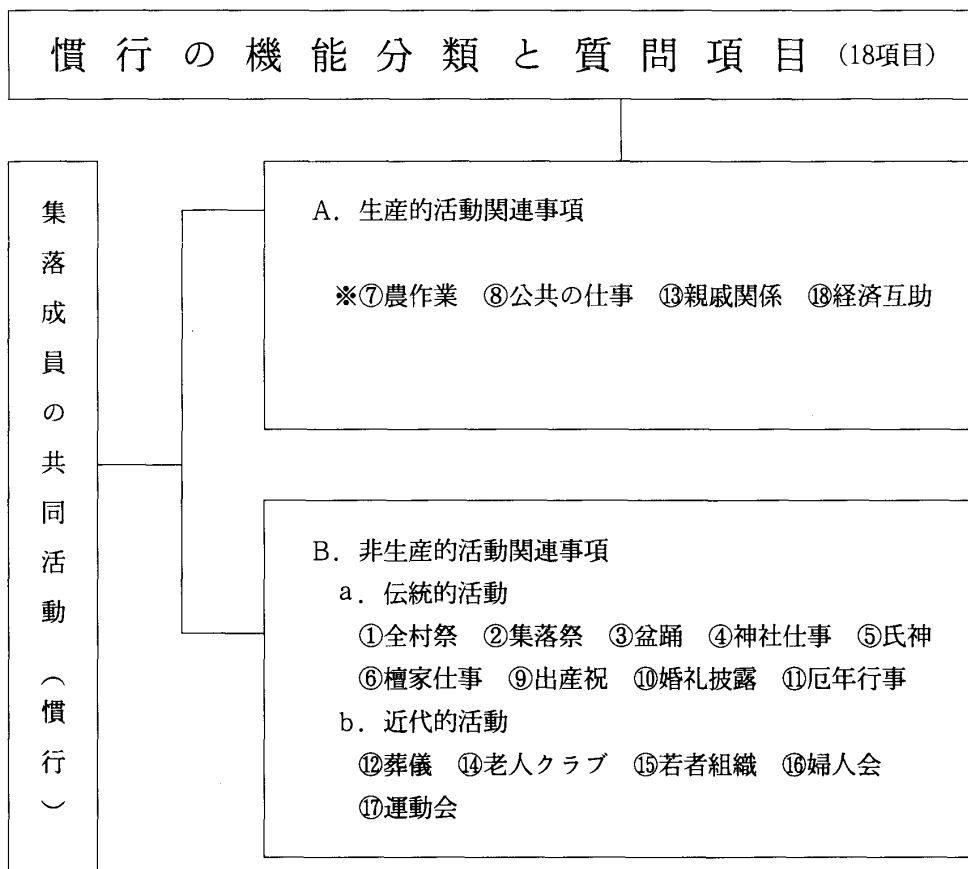 慣行の機能分類と質問項目(18項目)
集落成員の共同活動(慣行)
A. 生産的活動関連事項
※⑦農作業 ⑧公共の仕事 ⑬親戚関係 ⑱経済互助
B. 非生産的活動関連事項
a. 伝統的活動
①全村祭 ②集落祭 ③盆踊 ④神社仕事 ⑤氏神
⑥檀家仕事 ⑨出産祝 ⑩婚礼披露 ⑪厄年行事
b. 近代的活動
⑫葬儀 ⑭老人クラブ ⑮若者組織 ⑯婦人会
⑰運動会